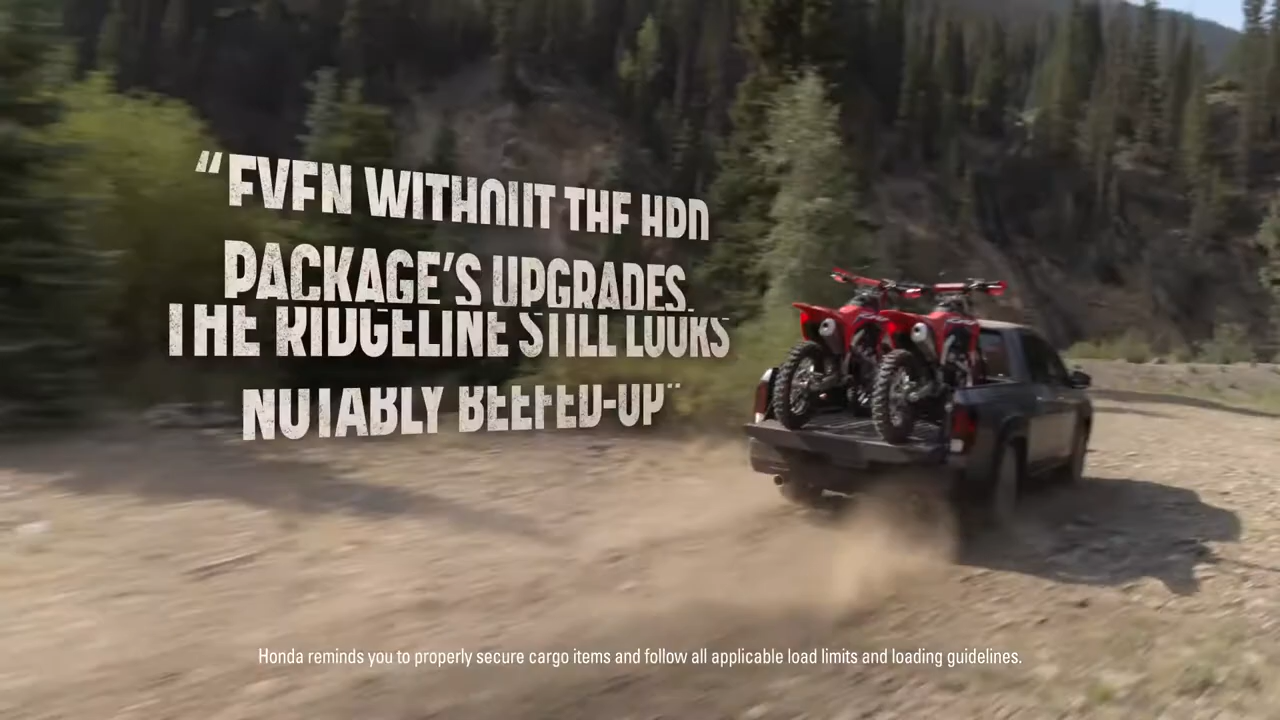 "EVEN WITHOUT THE HPD
PACKAGE'S UPGRADES,
THE RIDGELINE STILL LOOKS
NOTABLY BEEFED-UP"
Honda reminds you to properly secure cargo items and follow all applicable load limits and loading guidelines.